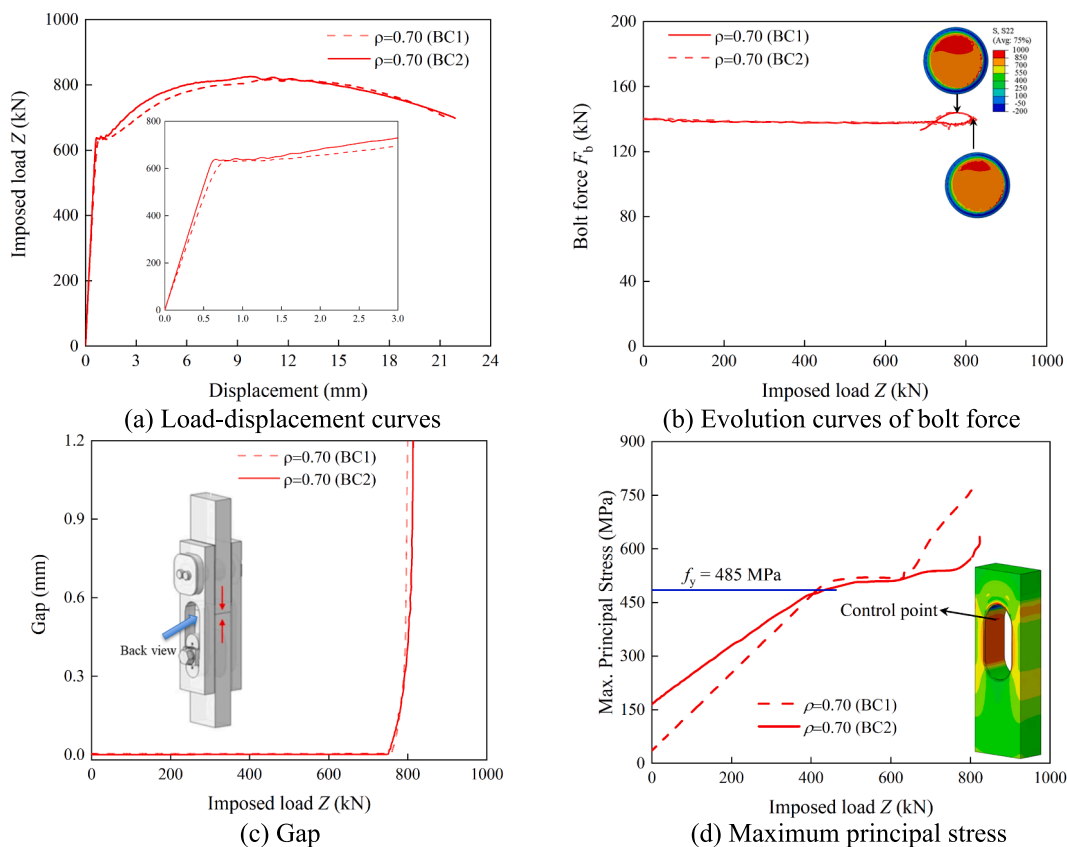 1000
800
600
400
200
0
Imposed load Z (kN)
ρ=0.70 (BC1)
ρ=0.70 (BC2)
800
600
400
200
0
0.0 0.5 1.0 1.5 2.0 2.5 3.0
0 3 6 9 12 15 18 21 24
Displacement (mm)
(a) Load-displacement curves
200
160
120
80
40
0
Bolt force Fb (kN)
ρ=0.70 (BC1)
ρ=0.70 (BC2)
S, S22
(Avg: 75%)
1000
850
700
550
400
250
100
-50
-200
0 200 400 600 800 1000
Imposed load Z (kN)
(b) Evolution curves of bolt force
1.2
0.9
0.6
0.3
0.0
Gap (mm)
ρ=0.70 (BC1)
ρ=0.70 (BC2)
Back view
0 200 400 600 800 1000
Imposed load Z (kN)
(c) Gap
900
750
600
450
300
150
0
Max. Principal Stress (MPa)
fy = 485 MPa
Control point
ρ=0.70 (BC1)
ρ=0.70 (BC2)
0 200 400 600 800 1000
Imposed load Z (kN)
(d) Maximum principal stress